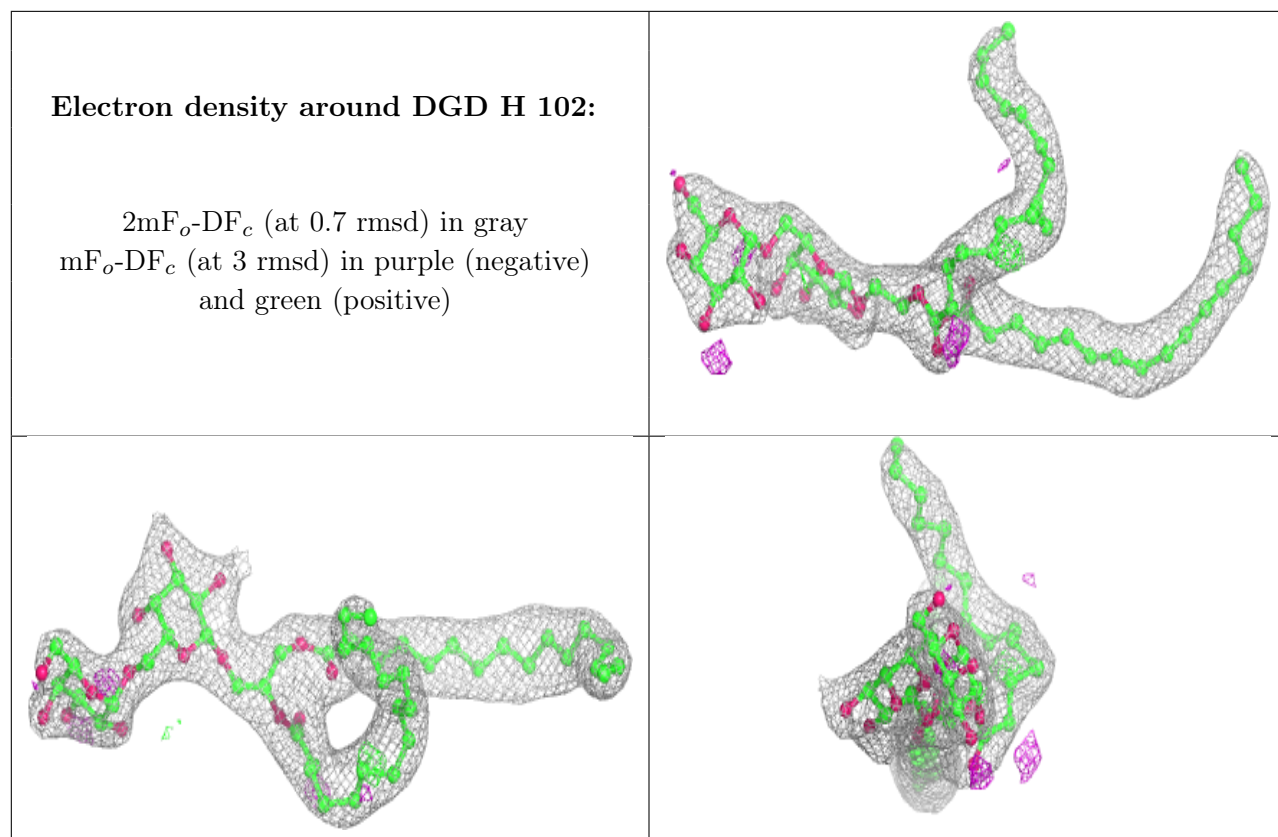 Electron density around DGD H 102:
2mFo-DFc (at 0.7 rmsd) in gray
mFo-DFc (at 3 rmsd) in purple (negative)
and green (positive)